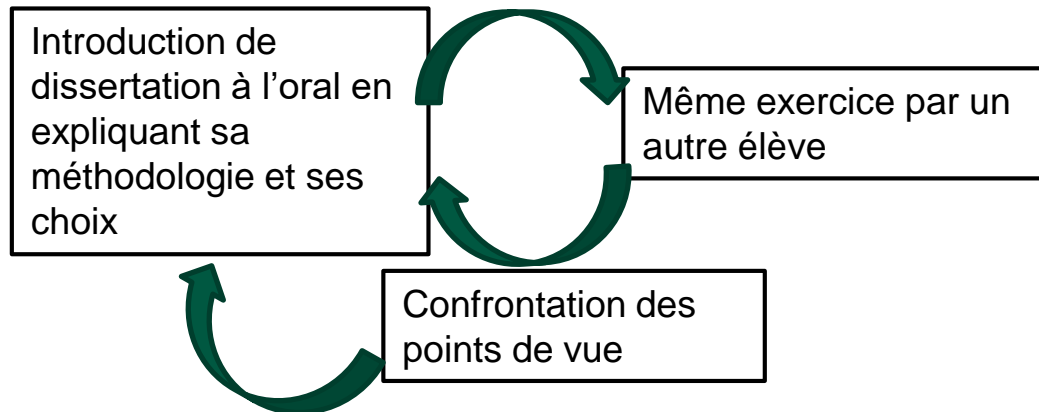 Introduction de
dissertation à l’oral en
expliquant sa
méthodologie et ses
choix
Même exercice par un
autre élève
Confrontation des
points de vue